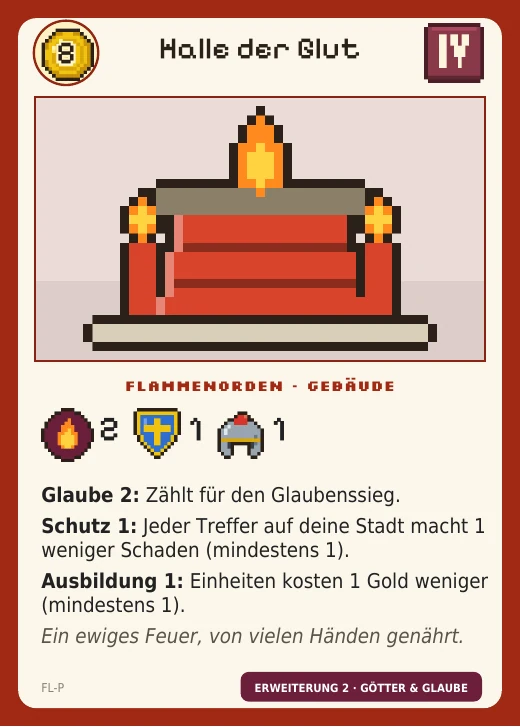 8
Halle der Glut
IV
FLAMMENORDEN · GEBÄUDE
2 1 1
Glaube 2: Zählt für den Glaubenssieg.
Schutz 1: Jeder Treffer auf deine Stadt macht 1
weniger Schaden (mindestens 1).
Ausbildung 1: Einheiten kosten 1 Gold weniger
(mindestens 1).
Ein ewiges Feuer, von vielen Händen genährt.
FL-P
ERWEITERUNG 2 · GÖTTER & GLAUBE